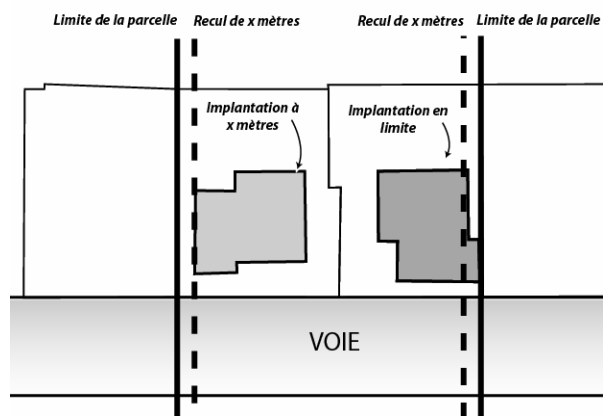 Limite de la parcelle Recul de x mètres Recul de x mètres Limite de la parcelle
Implantation à
x mètres
Implantation en
limite
VOIE